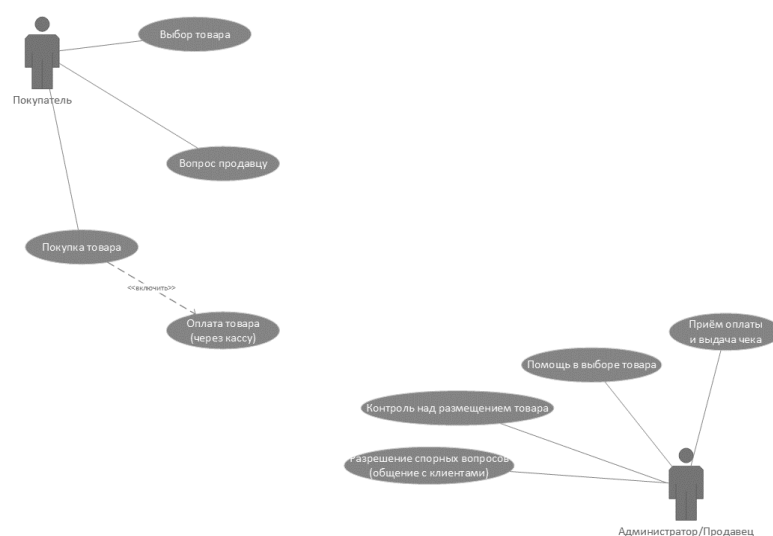 Выбор товара
Покупатель
Вопрос продавцу
Покупка товара
<<включить>>
Оплата товара
(через кассу)
Приём оплаты
и выдача чека
Помощь в выборе товара
Контроль над размещением товара
Разрешение спорных вопросов
(общение с клиентами)
Администратор/Продавец